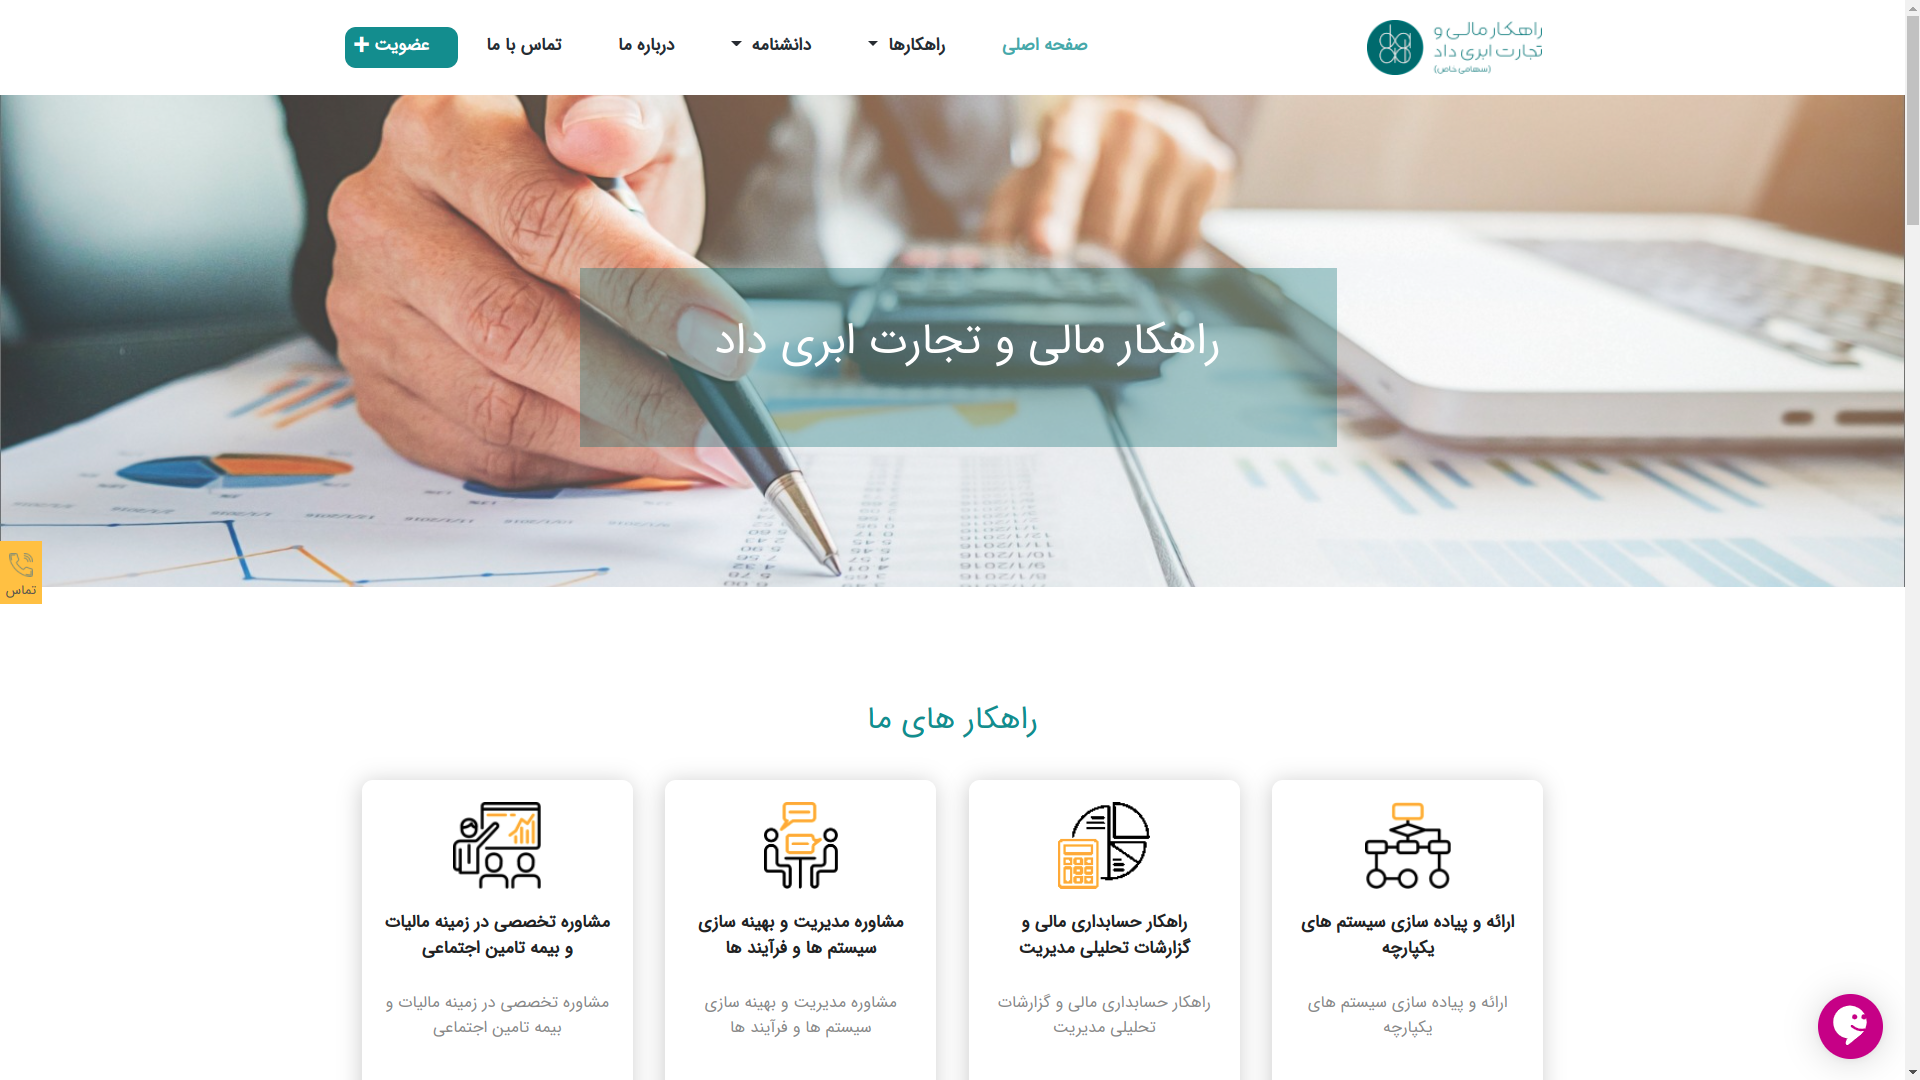 راهکار مالی و
تجارت ابری داد
(سهامی خاص)
صفحه اصلی
راهکارها
دانشنامه
درباره ما
تماس با ما
عضویت
راهکار مالی و تجارت ابری داد
تماس
راهکار های ما
ارائه و پیاده سازی سیستم های
یکپارچه
ارائه و پیاده سازی سیستم های
یکپارچه
راهکار حسابداری مالی و
گزارشات تحلیلی مدیریت
راهکار حسابداری مالی و گزارشات
تحلیلی مدیریت
مشاوره مدیریت و بهینه سازی
سیستم ها و فرآیند ها
مشاوره مدیریت و بهینه سازی
سیستم ها و فرآیند ها
مشاوره تخصصی در زمینه مالیات
و بیمه تامین اجتماعی
مشاوره تخصصی در زمینه مالیات و
بیمه تامین اجتماعی